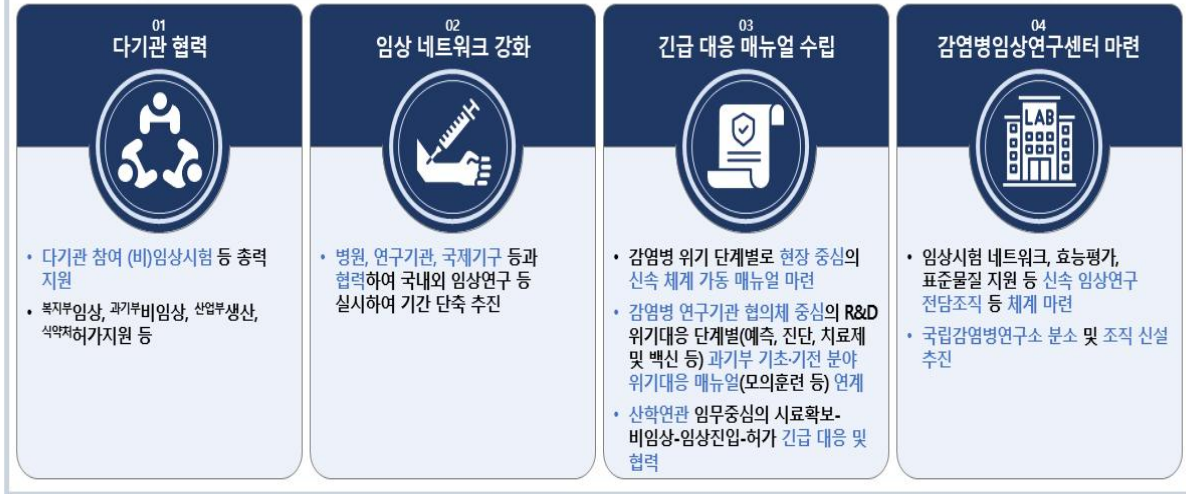 01
다기관 협력
• 다기관 참여 (비)임상시험 등 총력
지원
• 복지부임상, 과기부비임상, 산업부생산,
식약처허가지원 등
02
임상 네트워크 강화
• 병원, 연구기관, 국제기구 등과
협력하여 국내외 임상연구 등
실시하여 기간 단축 추진
03
긴급 대응 매뉴얼 수립
• 감염병 위기 단계별로 현장 중심의
신속 체계 가동 매뉴얼 마련
• 감염병 연구기관 협의체 중심의 R&D
위기대응 단계별(예측, 진단, 치료제
및 백신 등) 과기부 기초·기전 분야
위기대응 매뉴얼(모의훈련 등) 연계
• 산학연관 임무중심의 시료확보-
비임상-임상진입-허가 긴급 대응 및
협력
04
감염병임상연구센터 마련
LAB
• 임상시험 네트워크, 효능평가,
표준물질 지원 등 신속 임상연구
전담조직 등 체계 마련
• 국립감염병연구소 분소 및 조직 신설
추진